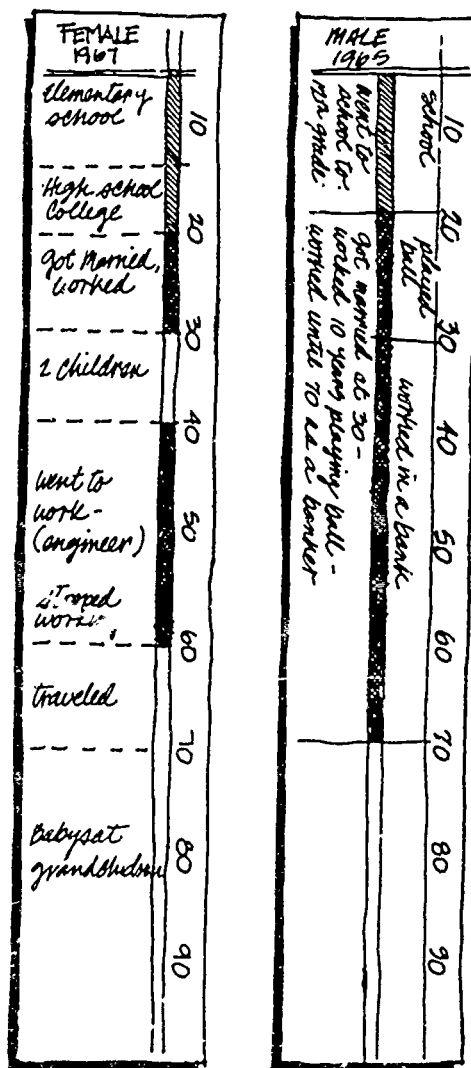 FEMALE
1967
Elementary
school
High school
College
got married,
worked
2 children
went to
work -
(engineer)
stopped
work
traveled
Babysat
10
20
30
40
50
60
70
80
90
MALE
1965
school
played
ball
worked in a bank
went to
school to
grade
got married at 30 -
worked 10 years playing ball -
worked until 70 as a banker
10
20
30
40
50
60
70
80
90